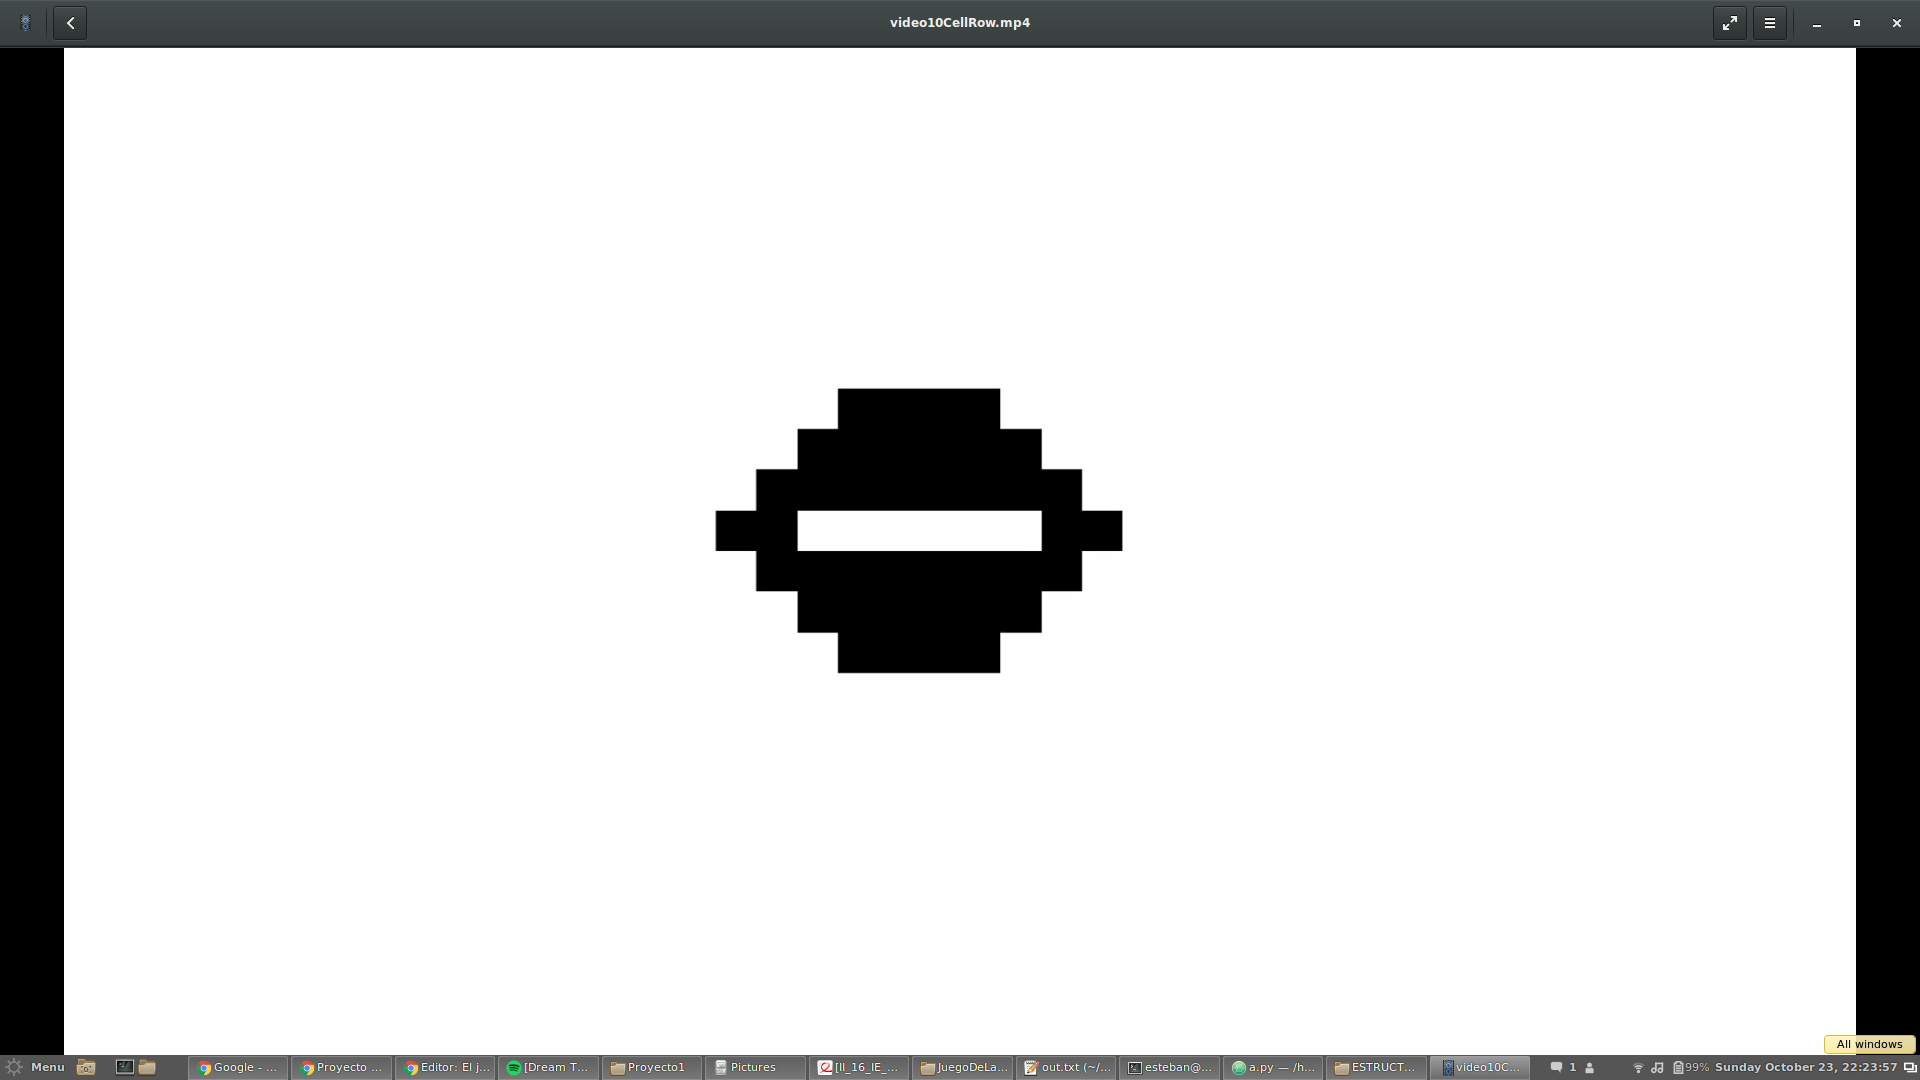 video10CellRow.mp4
All windows
Menu
Google - ...
Proyecto ...
Editor: El j...
[Dream T...
Proyecto1
Pictures
[II_16_IE_...
JuegoDeLa...
out.txt (~/...
esteban@...
a.py — /h...
ESTRUCT...
video10C...
1
99%
Sunday October 23, 22:23:57